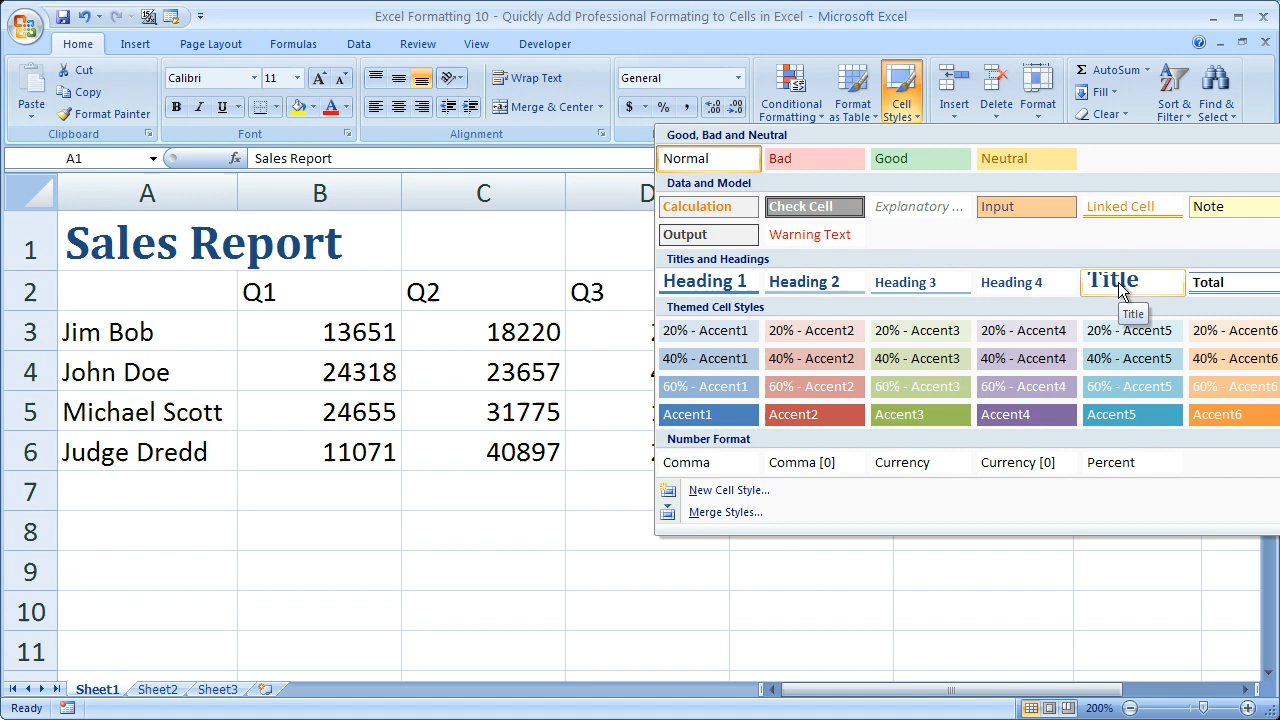 Excel Formatting 10 - Quickly Add Professional Formating to Cells in Excel - Microsoft Excel
Home Insert Page Layout Formulas Data Review View Developer
Paste Cut Copy Format Painter
Clipboard
Calibri 11 A A
B I U A
Font
Wrap Text
Merge & Center
Alignment
General
$ % ,
Conditional Formatting
Format as Table
Cell Styles
Insert Delete Format
Σ AutoSum
Fill
Clear
Sort & Filter
Find & Select
A1 fx Sales Report
A B C D
1 Sales Report
2 Q1 Q2 Q3
3 Jim Bob 13651 18220
4 John Doe 24318 23657
5 Michael Scott 24655 31775
6 Judge Dredd 11071 40897
7
8
9
10
11
Good, Bad and Neutral
Normal Bad Good Neutral
Data and Model
Calculation Check Cell Explanatory ... Input Linked Cell Note
Output Warning Text
Titles and Headings
Heading 1 Heading 2 Heading 3 Heading 4 Title Total
Title
Themed Cell Styles
20% - Accent1 20% - Accent2 20% - Accent3 20% - Accent4 20% - Accent5 20% - Accent6
40% - Accent1 40% - Accent2 40% - Accent3 40% - Accent4 40% - Accent5 40% - Accent6
60% - Accent1 60% - Accent2 60% - Accent3 60% - Accent4 60% - Accent5 60% - Accent6
Accent1 Accent2 Accent3 Accent4 Accent5 Accent6
Number Format
Comma Comma [0] Currency Currency [0] Percent
New Cell Style...
Merge Styles...
Sheet1 Sheet2 Sheet3
Ready 200%